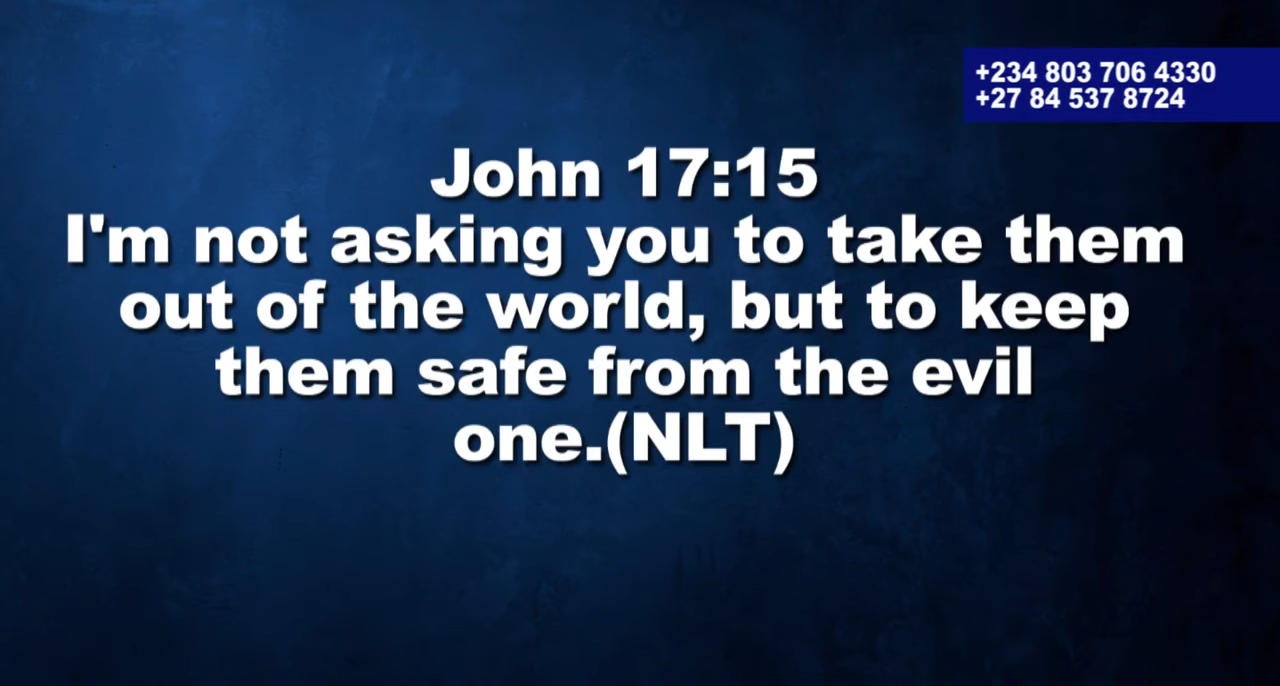 +234 803 706 4330
+27 84 537 8724
John 17:15
I'm not asking you to take them
out of the world, but to keep
them safe from the evil
one.(NLT)